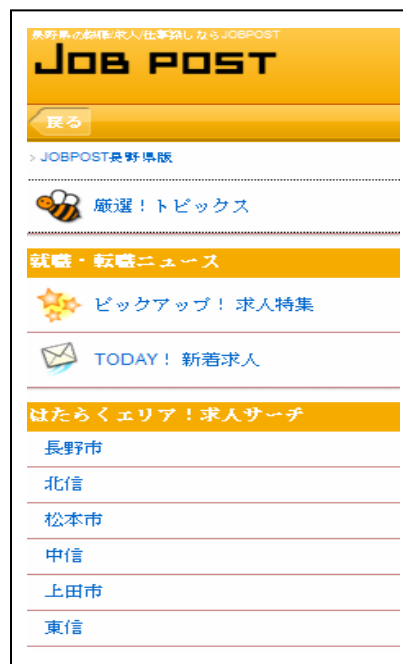 長野県の就職/求人/仕事探しならJOBPOST
JOB POST
戻る
> JOBPOST長野県版
厳選！トピックス
就職・転職ニュース
ピックアップ！求人特集
TODAY！新着求人
はたらくエリア！求人サーチ
長野市
北信
松本市
中信
上田市
東信